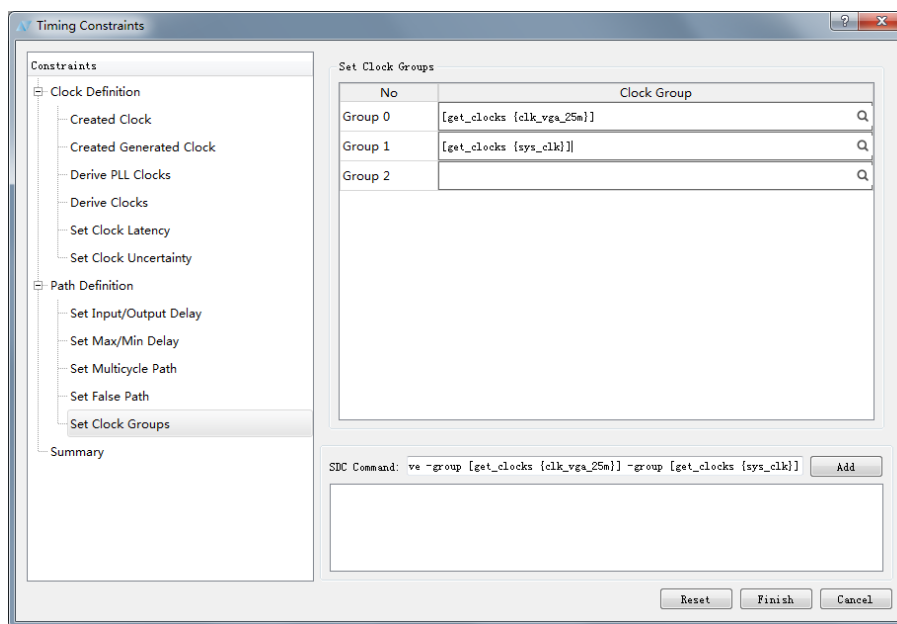 Timing Constraints
Constraints
Clock Definition
Created Clock
Created Generated Clock
Derive PLL Clocks
Derive Clocks
Set Clock Latency
Set Clock Uncertainty
Path Definition
Set Input/Output Delay
Set Max/Min Delay
Set Multicycle Path
Set False Path
Set Clock Groups
Summary
Set Clock Groups
No Clock Group
Group 0 [get_clocks {clk_vga_25m}]
Group 1 [get_clocks {sys_clk}]
Group 2
SDC Command: ve -group [get_clocks {clk_vga_25m}] -group [get_clocks {sys_clk}] Add
Reset Finish Cancel